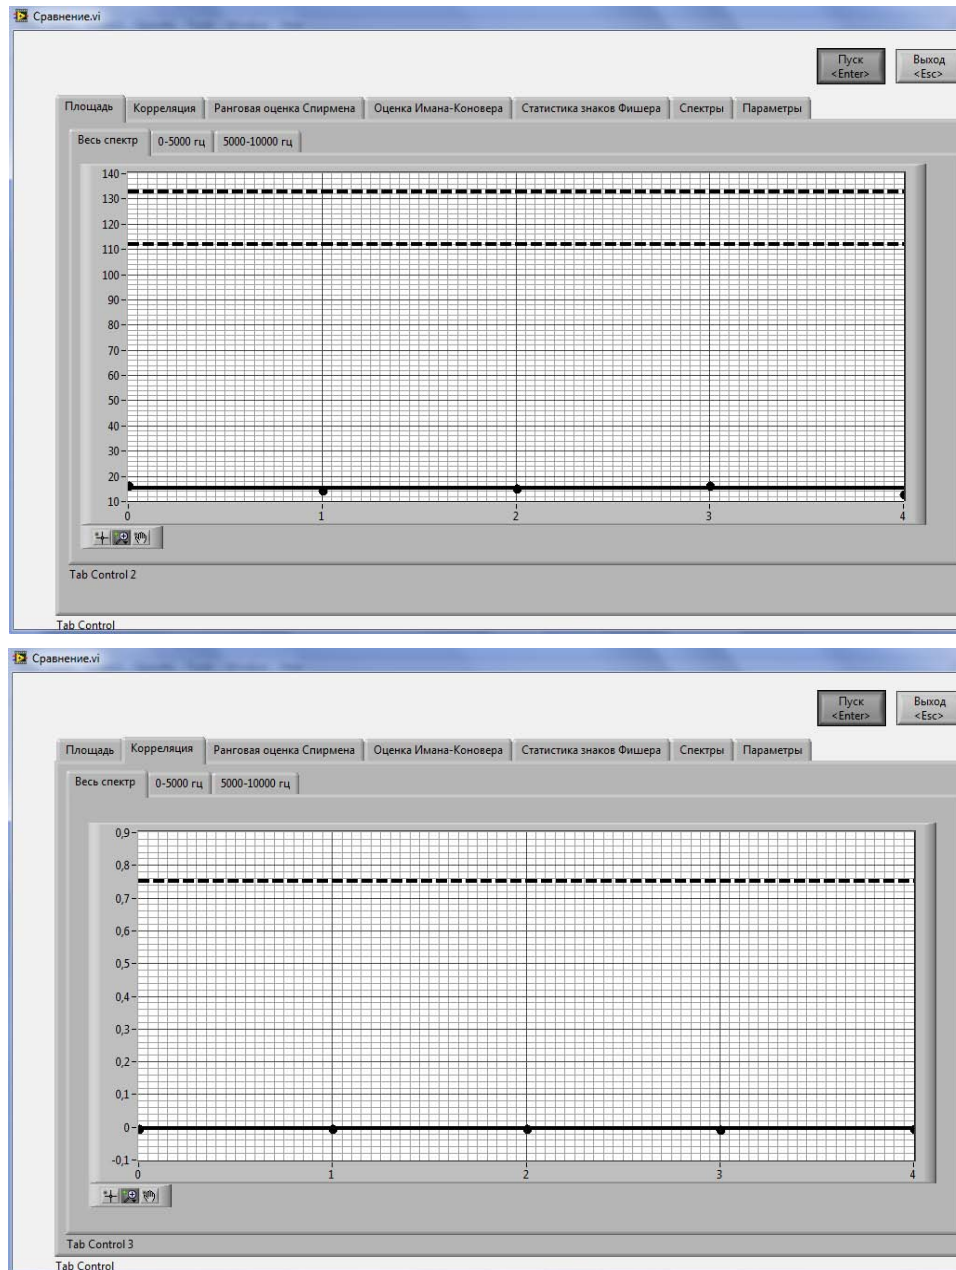 Сравнение.vi
Пуск
<Enter>
Выход
<Esc>
Площадь Корреляция Ранговая оценка Спирмена Оценка Имана-Коновера Статистика знаков Фишера Спектры Параметры
Весь спектр 0-5000 гц 5000-10000 гц
140
130
120
110
100
90
80
70
60
50
40
30
20
10
0 1 2 3 4
Tab Control 2
Tab Control
Сравнение.vi
Пуск
<Enter>
Выход
<Esc>
Площадь Корреляция Ранговая оценка Спирмена Оценка Имана-Коновера Статистика знаков Фишера Спектры Параметры
Весь спектр 0-5000 гц 5000-10000 гц
0,9
0,8
0,7
0,6
0,5
0,4
0,3
0,2
0,1
0
-0,1
0 1 2 3 4
Tab Control 3
Tab Control